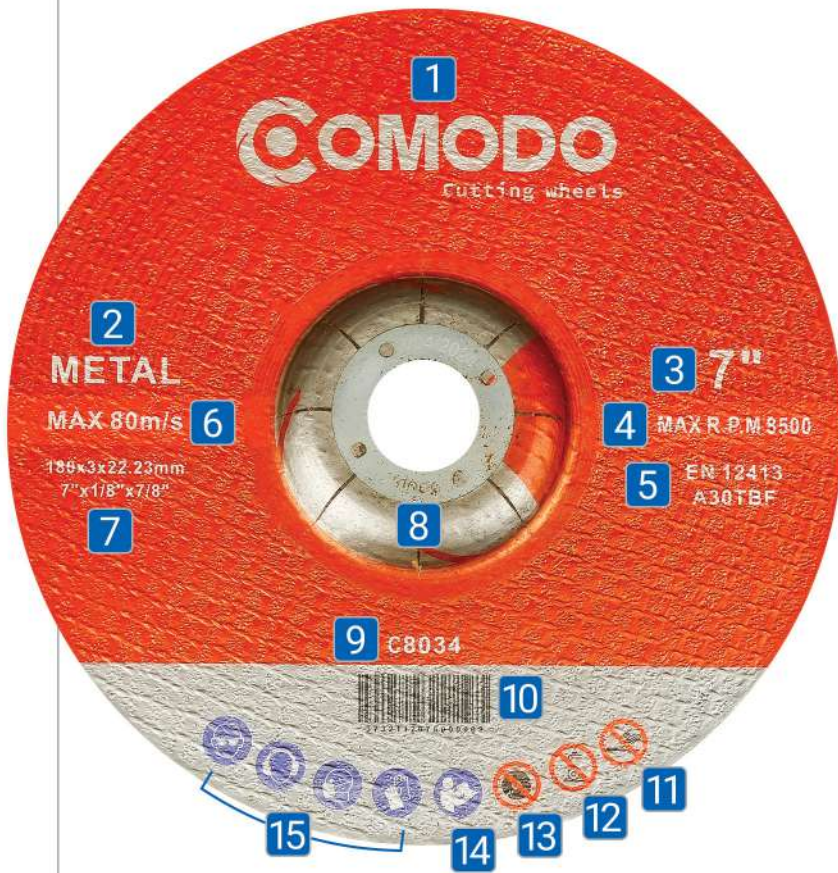 1
COMODO
Cutting wheels
2
METAL
3 7"
MAX 80m/s 6
4 MAX R.P.M 8500
180x3x22.23mm
7"x1/8"x7/8"
7
5 EN 12413
A30TBF
8
9 C8034
10
11
12
13
14
15